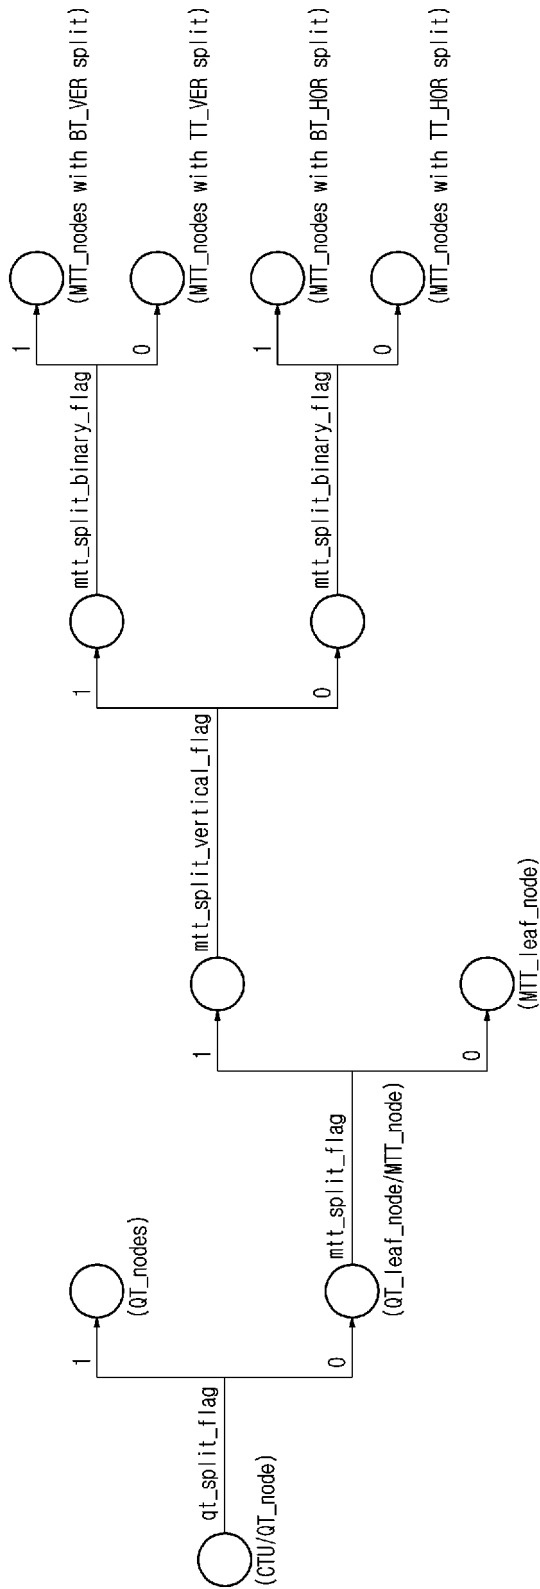 (CTU/QT_node)
qt_split_flag
1
(QT_nodes)
0
(QT_leaf_node/MTT_node)
mtt_split_flag
1
0
(MTT_leaf_node)
mtt_split_vertical_flag
1
mtt_split_binary_flag
1
(MTT_nodes with BT_VER split)
0
(MTT_nodes with TT_VER split)
0
mtt_split_binary_flag
1
(MTT_nodes with BT_HOR split)
0
(MTT_nodes with TT_HOR split)